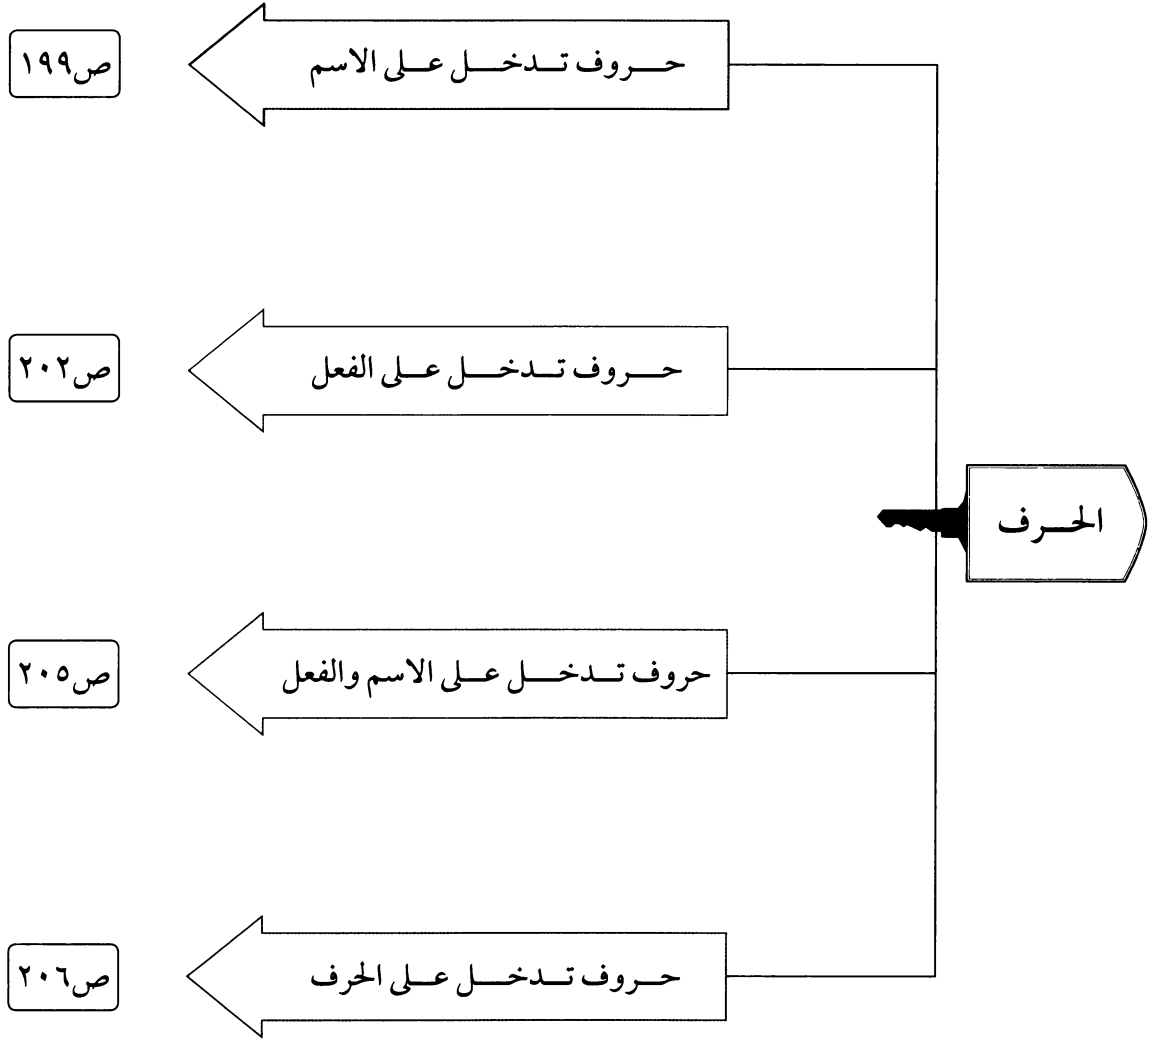 حروف تدخل على الاسم
ص١٩٩
حروف تدخل على الفعل
ص٢٠٢
الحرف
حروف تدخل على الاسم والفعل
ص٢٠٥
حروف تدخل على الحرف
ص٢٠٦